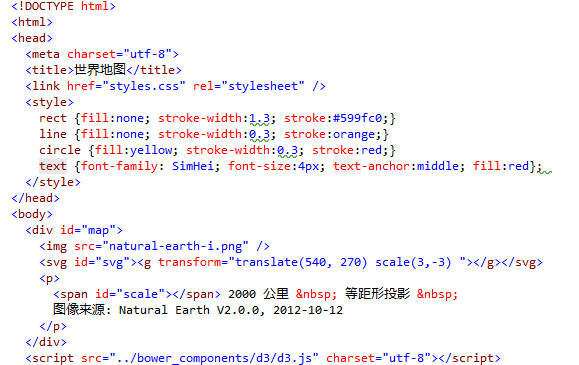 <!DOCTYPE html>
<html>
<head>
<meta charset="utf-8">
<title>世界地图</title>
<link href="styles.css" rel="stylesheet" />
<style>
rect {fill:none; stroke-width:1.3; stroke:#599fc0;}
line {fill:none; stroke-width:0.3; stroke:orange;}
circle {fill:yellow; stroke-width:0.3; stroke:red;}
text {font-family: SimHei; font-size:4px; text-anchor:middle; fill:red};
</style>
</head>
<body>
<div id="map">
<img src="natural-earth-i.png" />
<svg id="svg"><g transform="translate(540, 270) scale(3,-3) "></g></svg>
<p>
<span id="scale"></span> 2000 公里 &nbsp; 等距形投影 &nbsp;
图像来源: Natural Earth V2.0.0, 2012-10-12
</p>
</div>
<script src="../bower_components/d3/d3.js" charset="utf-8"></script>